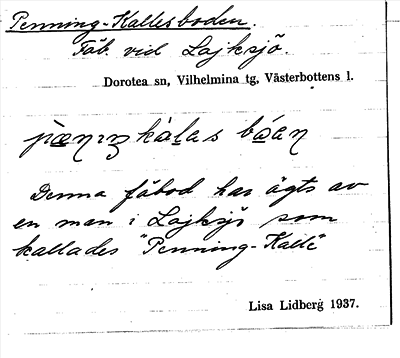 Penning-Kallesboden.
Fäb. vid Lajksjö.
Dorotea sn, Vilhelmina tg, Västerbottens l.
Denna fäbod har ägts av
en man i Lajksjö som
kallades "Penning-Kalle"
Lisa Lidberg 1937.